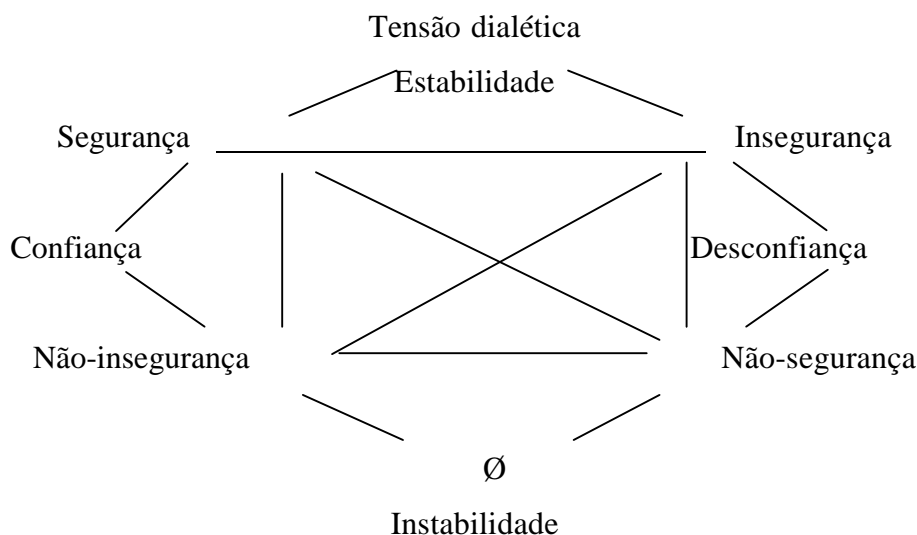 Tensão dialética
Estabilidade
Segurança Insegurança
Confiança Desconfiança
Não-insegurança Não-segurança
Ø
Instabilidade